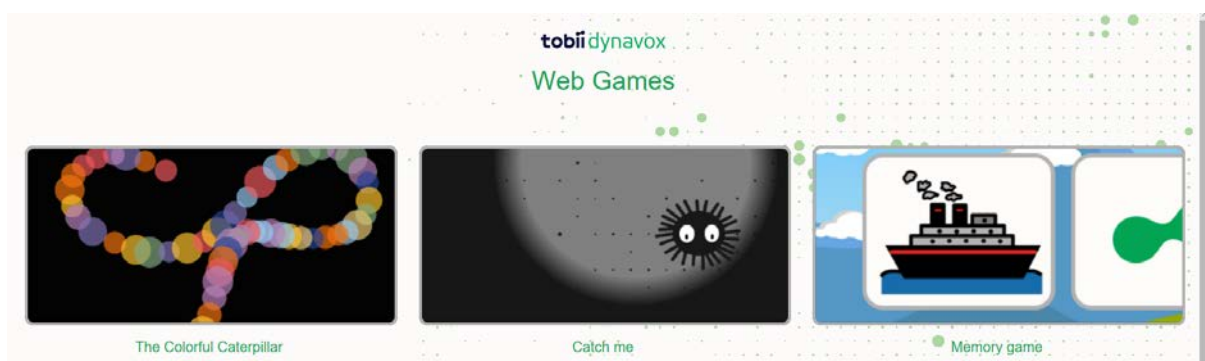 tobii dynavox
Web Games
The Colorful Caterpillar
Catch me
Memory game